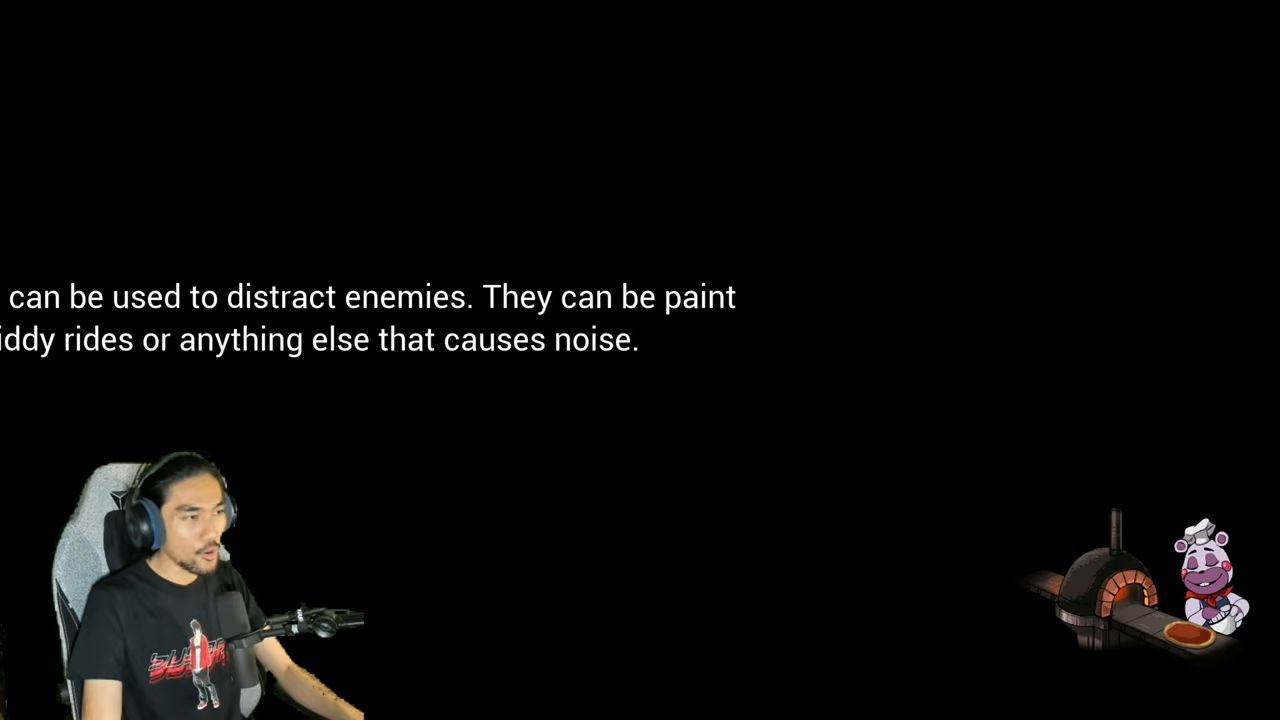 can be used to distract enemies. They can be paint
iddy rides or anything else that causes noise.